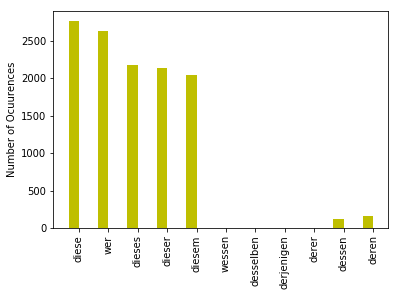 2500
2000
1500
1000
500
0
Number of Ocuurences
diese
wer
dieses
dieser
diesem
wessen
desselben
derjenigen
derer
dessen
deren